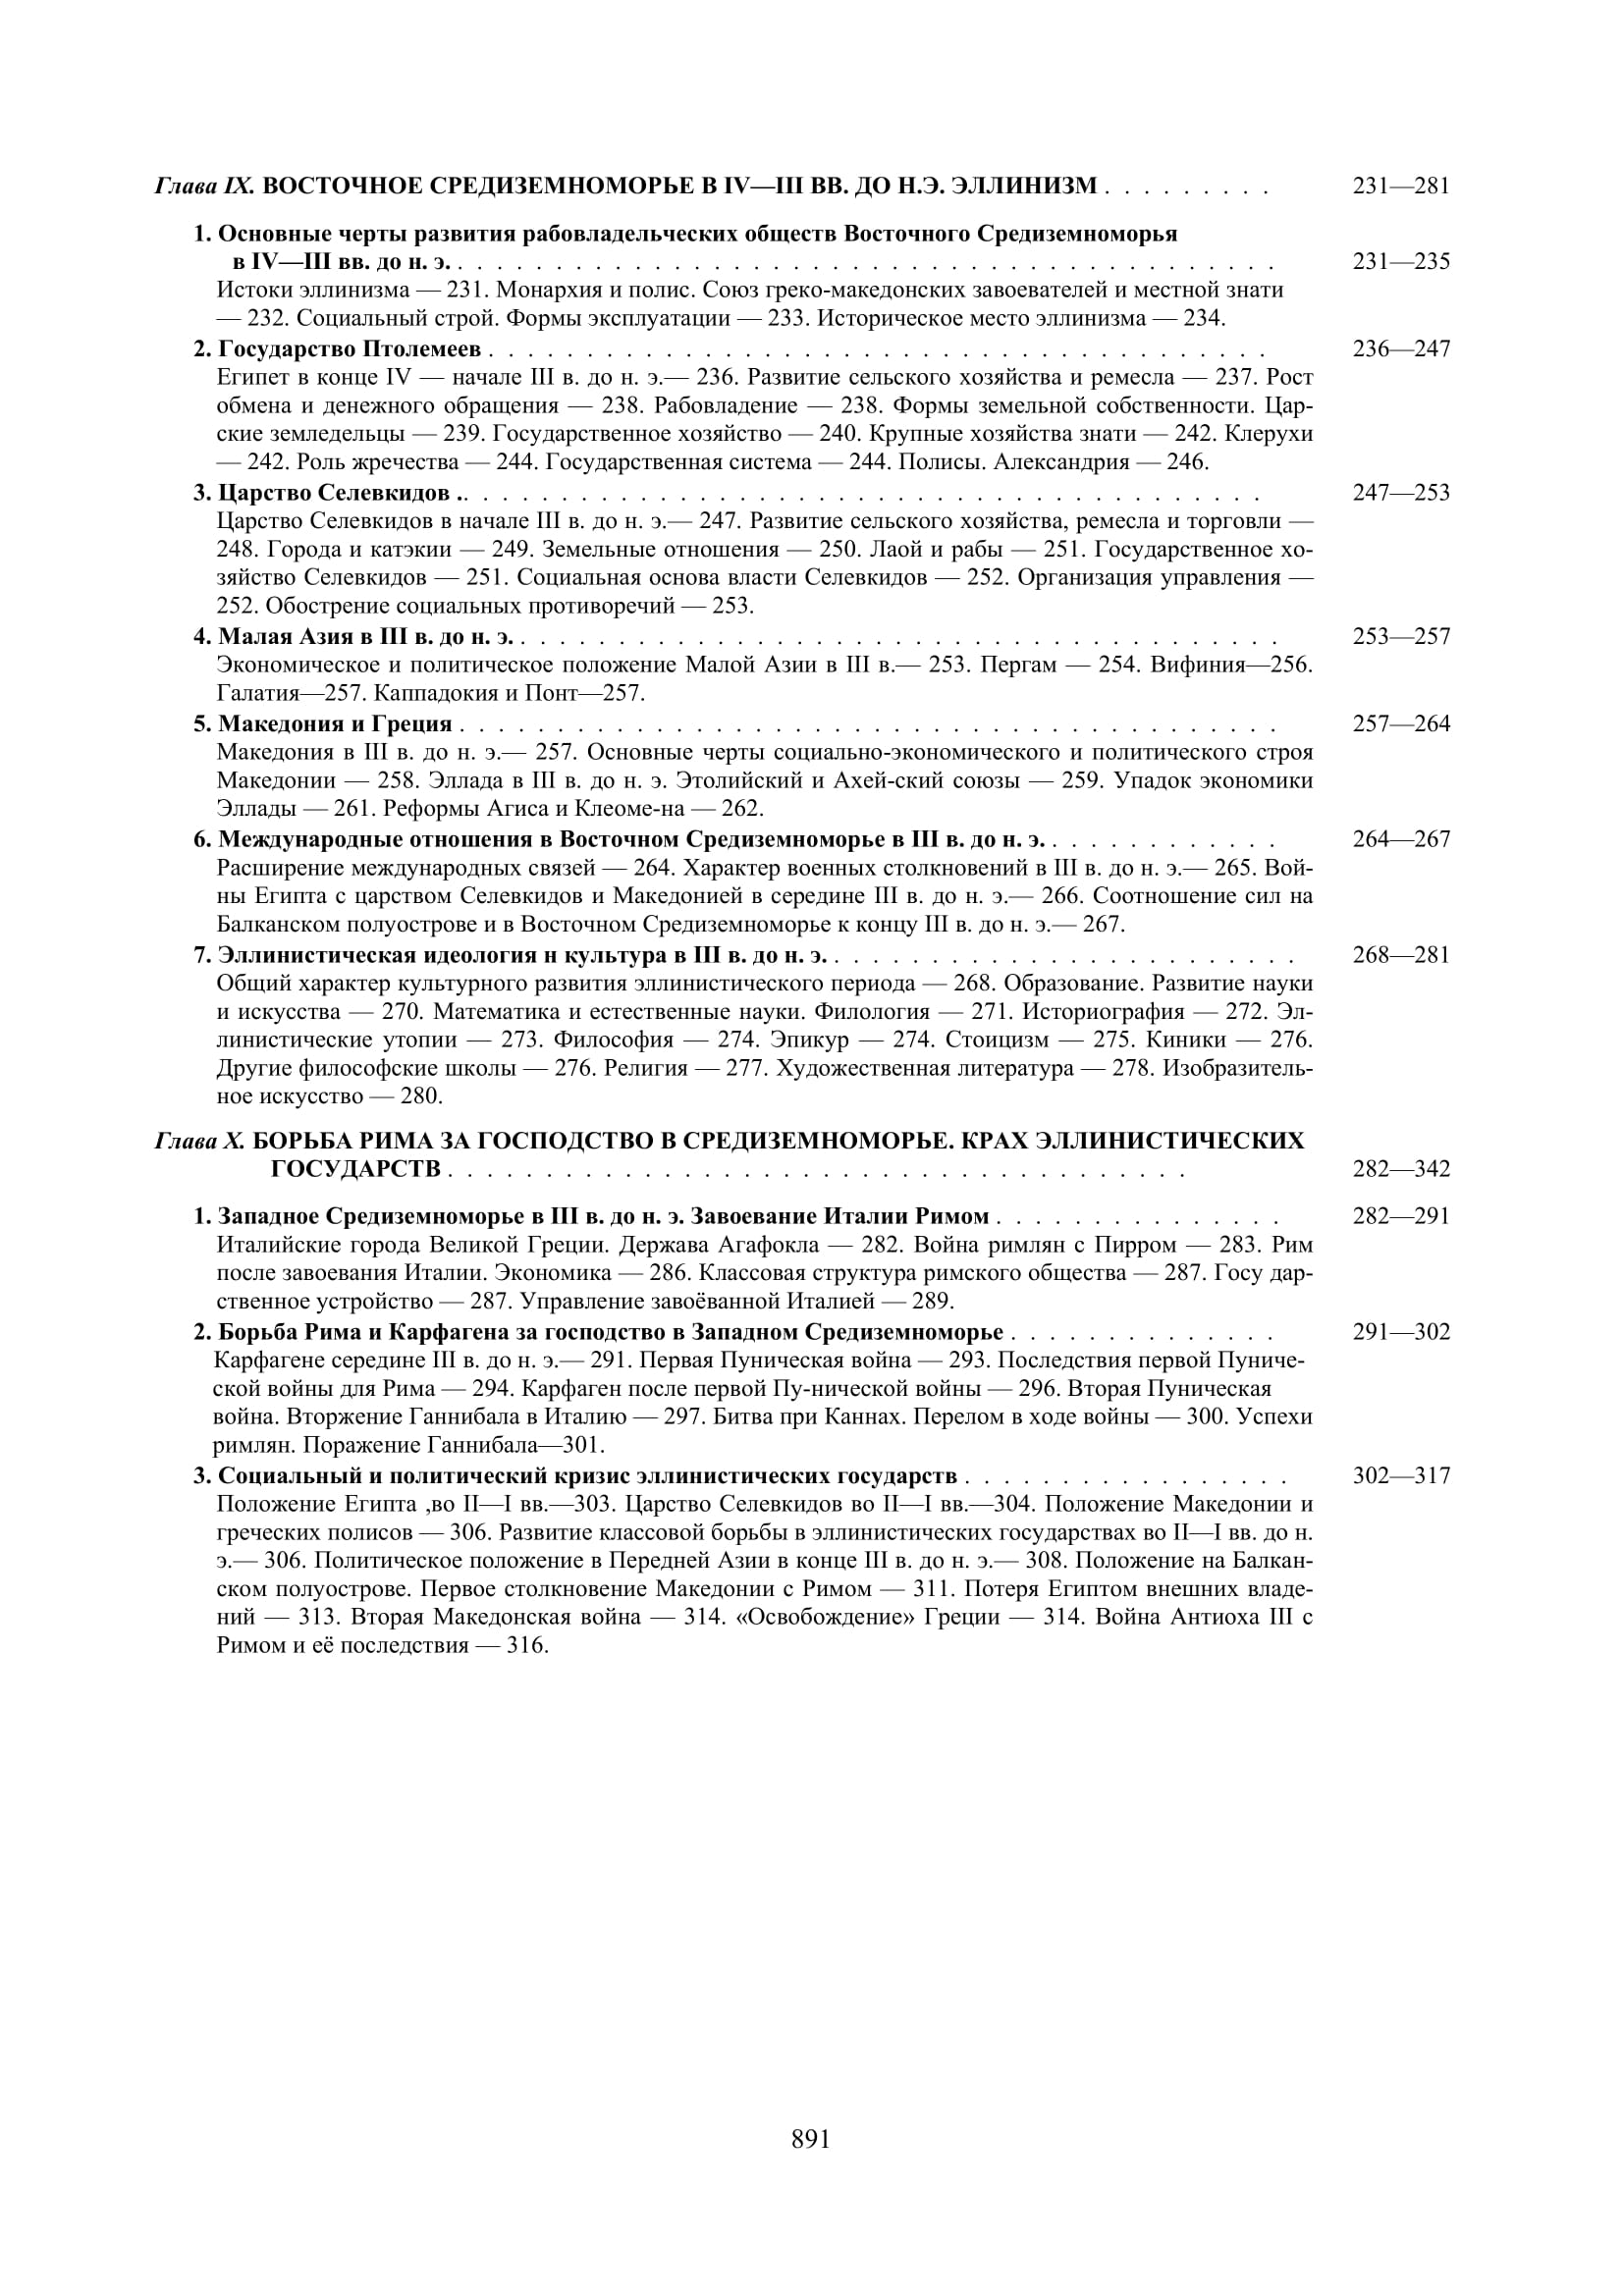 Глава IX. ВОСТОЧНОЕ СРЕДИЗЕМНОМОРЬЕ В IV—III ВВ. ДО Н.Э. ЭЛЛИНИЗМ . . . . . . . . . 231—281
1. Основные черты развития рабовладельческих обществ Восточного Средиземноморья
в IV—III вв. до н. э. . . . . . . . . . . . . . . . . . . . . . . . . . . . . . . . . . . . . . . . . . . 231—235
Истоки эллинизма — 231. Монархия и полис. Союз греко-македонских завоевателей и местной знати
— 232. Социальный строй. Формы эксплуатации — 233. Историческое место эллинизма — 234.
2. Государство Птолемеев . . . . . . . . . . . . . . . . . . . . . . . . . . . . . . . . . . . . . . . . 236—247
Египет в конце IV — начале III в. до н. э.— 236. Развитие сельского хозяйства и ремесла — 237. Рост
обмена и денежного обращения — 238. Рабовладение — 238. Формы земельной собственности. Цар-
ские земледельцы — 239. Государственное хозяйство — 240. Крупные хозяйства знати — 242. Клерухи
— 242. Роль жречества — 244. Государственная система — 244. Полисы. Александрия — 246.
3. Царство Селевкидов .. . . . . . . . . . . . . . . . . . . . . . . . . . . . . . . . . . . . . . . . . 247—253
Царство Селевкидов в начале III в. до н. э.— 247. Развитие сельского хозяйства, ремесла и торговли —
248. Города и катэкии — 249. Земельные отношения — 250. Лаой и рабы — 251. Государственное хо-
зяйство Селевкидов — 251. Социальная основа власти Селевкидов — 252. Организация управления —
252. Обострение социальных противоречий — 253.
4. Малая Азия в III в. до н. э. . . . . . . . . . . . . . . . . . . . . . . . . . . . . . . . . . . . . . . . 253—257
Экономическое и политическое положение Малой Азии в III в.— 253. Пергам — 254. Вифиния—256.
Галатия—257. Каппадокия и Понт—257.
5. Македония и Греция . . . . . . . . . . . . . . . . . . . . . . . . . . . . . . . . . . . . . . . . . . 257—264
Македония в III в. до н. э.— 257. Основные черты социально-экономического и политического строя
Македонии — 258. Эллада в III в. до н. э. Этолийский и Ахей-ский союзы — 259. Упадок экономики
Эллады — 261. Реформы Агиса и Клеоме-на — 262.
6. Международные отношения в Восточном Средиземноморье в III в. до н. э. . . . . . . . . . . . . 264—267
Расширение международных связей — 264. Характер военных столкновений в III в. до н. э.— 265. Вой-
ны Египта с царством Селевкидов и Македонией в середине III в. до н. э.— 266. Соотношение сил на
Балканском полуострове и в Восточном Средиземноморье к концу III в. до н. э.— 267.
7. Эллинистическая идеология н культура в III в. до н. э. . . . . . . . . . . . . . . . . . . . . . . . . 268—281
Общий характер культурного развития эллинистического периода — 268. Образование. Развитие науки
и искусства — 270. Математика и естественные науки. Филология — 271. Историография — 272. Эл-
линистические утопии — 273. Философия — 274. Эпикур — 274. Стоицизм — 275. Киники — 276.
Другие философские школы — 276. Религия — 277. Художественная литература — 278. Изобразитель-
ное искусство — 280.
Глава X. БОРЬБА РИМА ЗА ГОСПОДСТВО В СРЕДИЗЕМНОМОРЬЕ. КРАХ ЭЛЛИНИСТИЧЕСКИХ
ГОСУДАРСТВ . . . . . . . . . . . . . . . . . . . . . . . . . . . . . . . . . . . . . . 282—342
1. Западное Средиземноморье в III в. до н. э. Завоевание Италии Римом . . . . . . . . . . . . . . . 282—291
Италийские города Великой Греции. Держава Агафокла — 282. Война римлян с Пирром — 283. Рим
после завоевания Италии. Экономика — 286. Классовая структура римского общества — 287. Госу дар-
ственное устройство — 287. Управление завоёванной Италией — 289.
2. Борьба Рима и Карфагена за господство в Западном Средиземноморье . . . . . . . . . . . . . . 291—302
Карфагене середине III в. до н. э.— 291. Первая Пуническая война — 293. Последствия первой Пуниче-
ской войны для Рима — 294. Карфаген после первой Пу-нической войны — 296. Вторая Пуническая
война. Вторжение Ганнибала в Италию — 297. Битва при Каннах. Перелом в ходе войны — 300. Успехи
римлян. Поражение Ганнибала—301.
3. Социальный и политический кризис эллинистических государств . . . . . . . . . . . . . . . . . 302—317
Положение Египта ,во II—I вв.—303. Царство Селевкидов во II—I вв.—304. Положение Македонии и
греческих полисов — 306. Развитие классовой борьбы в эллинистических государствах во II—I вв. до н.
э.— 306. Политическое положение в Передней Азии в конце III в. до н. э.— 308. Положение на Балкан-
ском полуострове. Первое столкновение Македонии с Римом — 311. Потеря Египтом внешних владе-
ний — 313. Вторая Македонская война — 314. «Освобождение» Греции — 314. Война Антиоха III с
Римом и её последствия — 316.
891